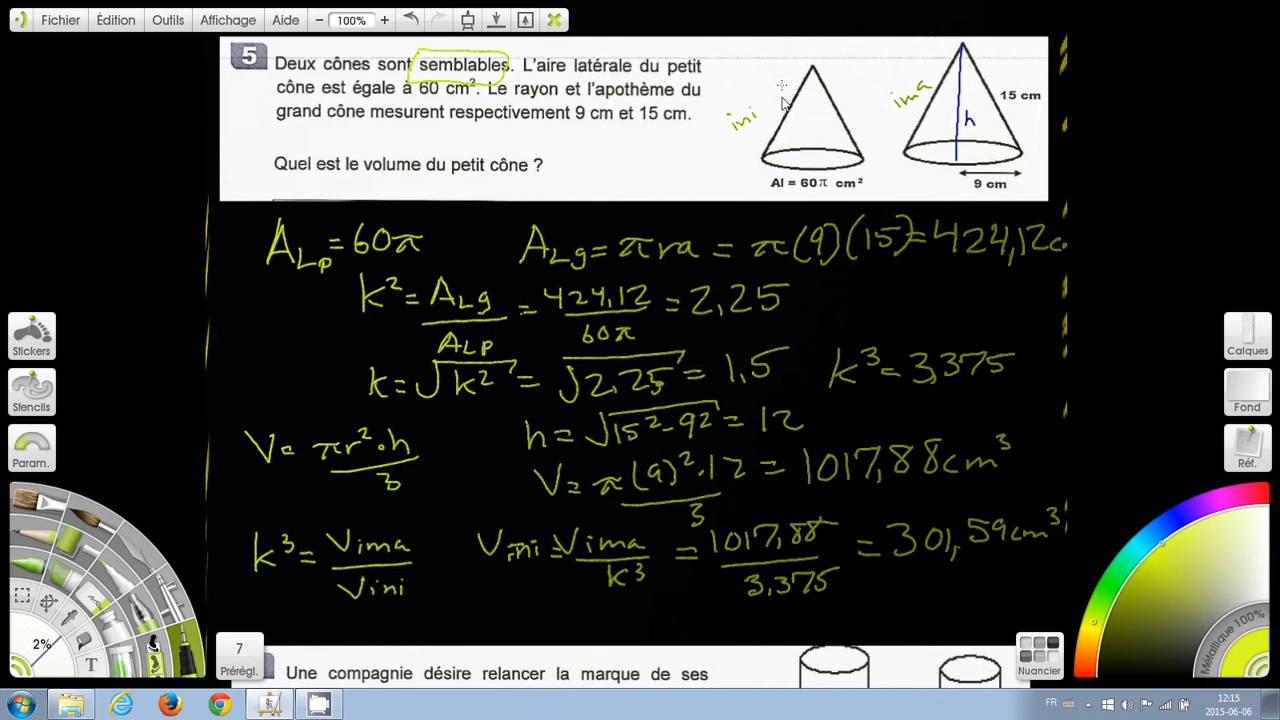 Fichier Édition Outils Affichage Aide − 100% +
5
Deux cônes sont semblables. L'aire latérale du petit
cône est égale à 60 cm². Le rayon et l'apothème du
grand cône mesurent respectivement 9 cm et 15 cm.
Quel est le volume du petit cône ?
ini
Al = 60π cm²
ima
15 cm
h
9 cm
A_Lp = 60π
A_Lg = πra = π(9)(15) = 424,12c
k² = A_Lg / A_Lp = 424,12 / 60π = 2,25
k = √k² = √2,25 = 1,5
k³ = 3,375
h = √15²-9² = 12
V = πr²·h / 3
V = π(9)²·12 / 3 = 1017,88cm³
k³ = Vima / Vini
Vini = Vima / k³ = 1017,88 / 3,375 = 301,59cm³
Une compagnie désire relancer la marque de ses
Stickers
Stencils
Param.
2%
T
7
Prérégl.
Calques
Fond
Réf.
Métallique 100%
Nuancier
FR
12:15
2015-06-06